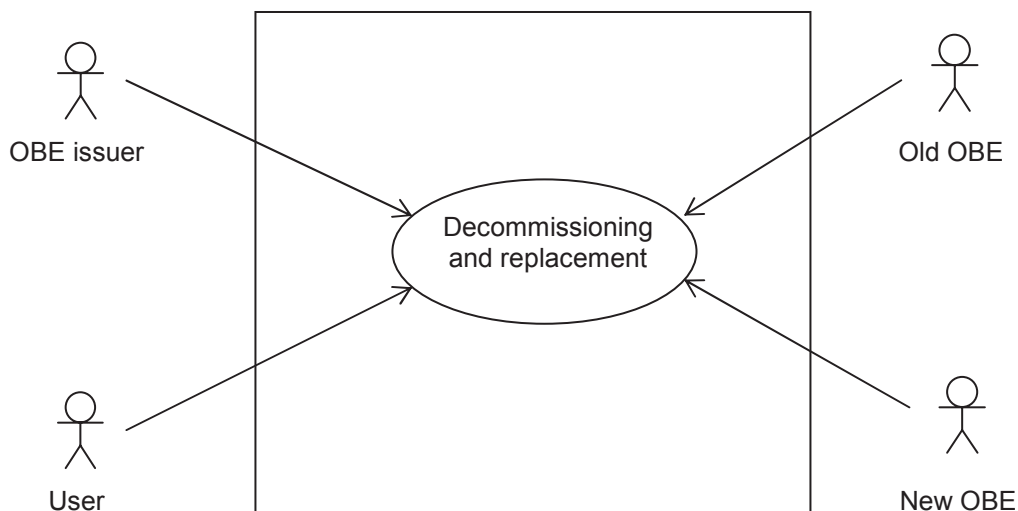 OBE issuer
Old OBE
Decommissioning
and replacement
User
New OBE